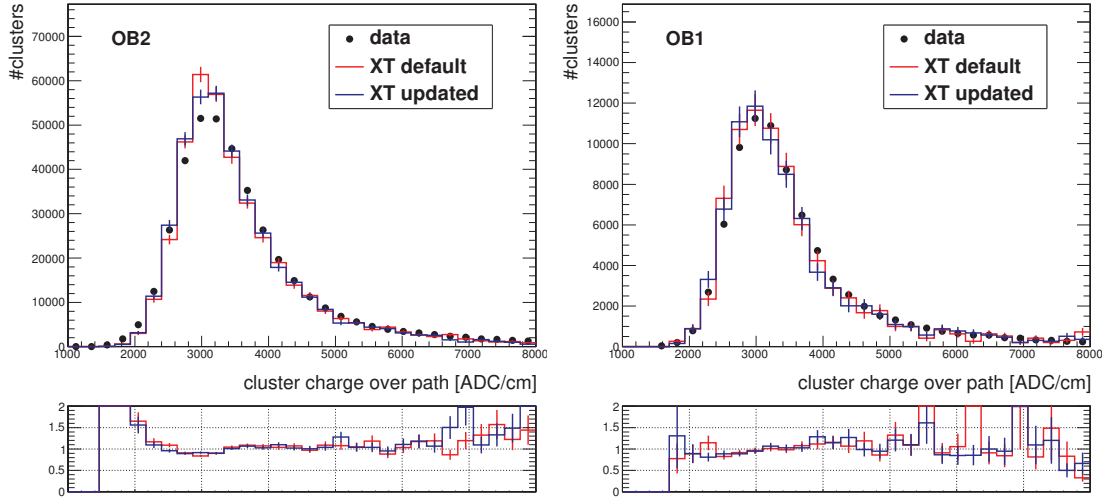 #clusters
OB2
data
XT default
XT updated
70000
60000
50000
40000
30000
20000
10000
0
1000 2000 3000 4000 5000 6000 7000 8000
cluster charge over path [ADC/cm]
2
1.5
1
0.5
0
#clusters
OB1
data
XT default
XT updated
16000
14000
12000
10000
8000
6000
4000
2000
0
1000 2000 3000 4000 5000 6000 7000 8000
cluster charge over path [ADC/cm]
2
1.5
1
0.5
0